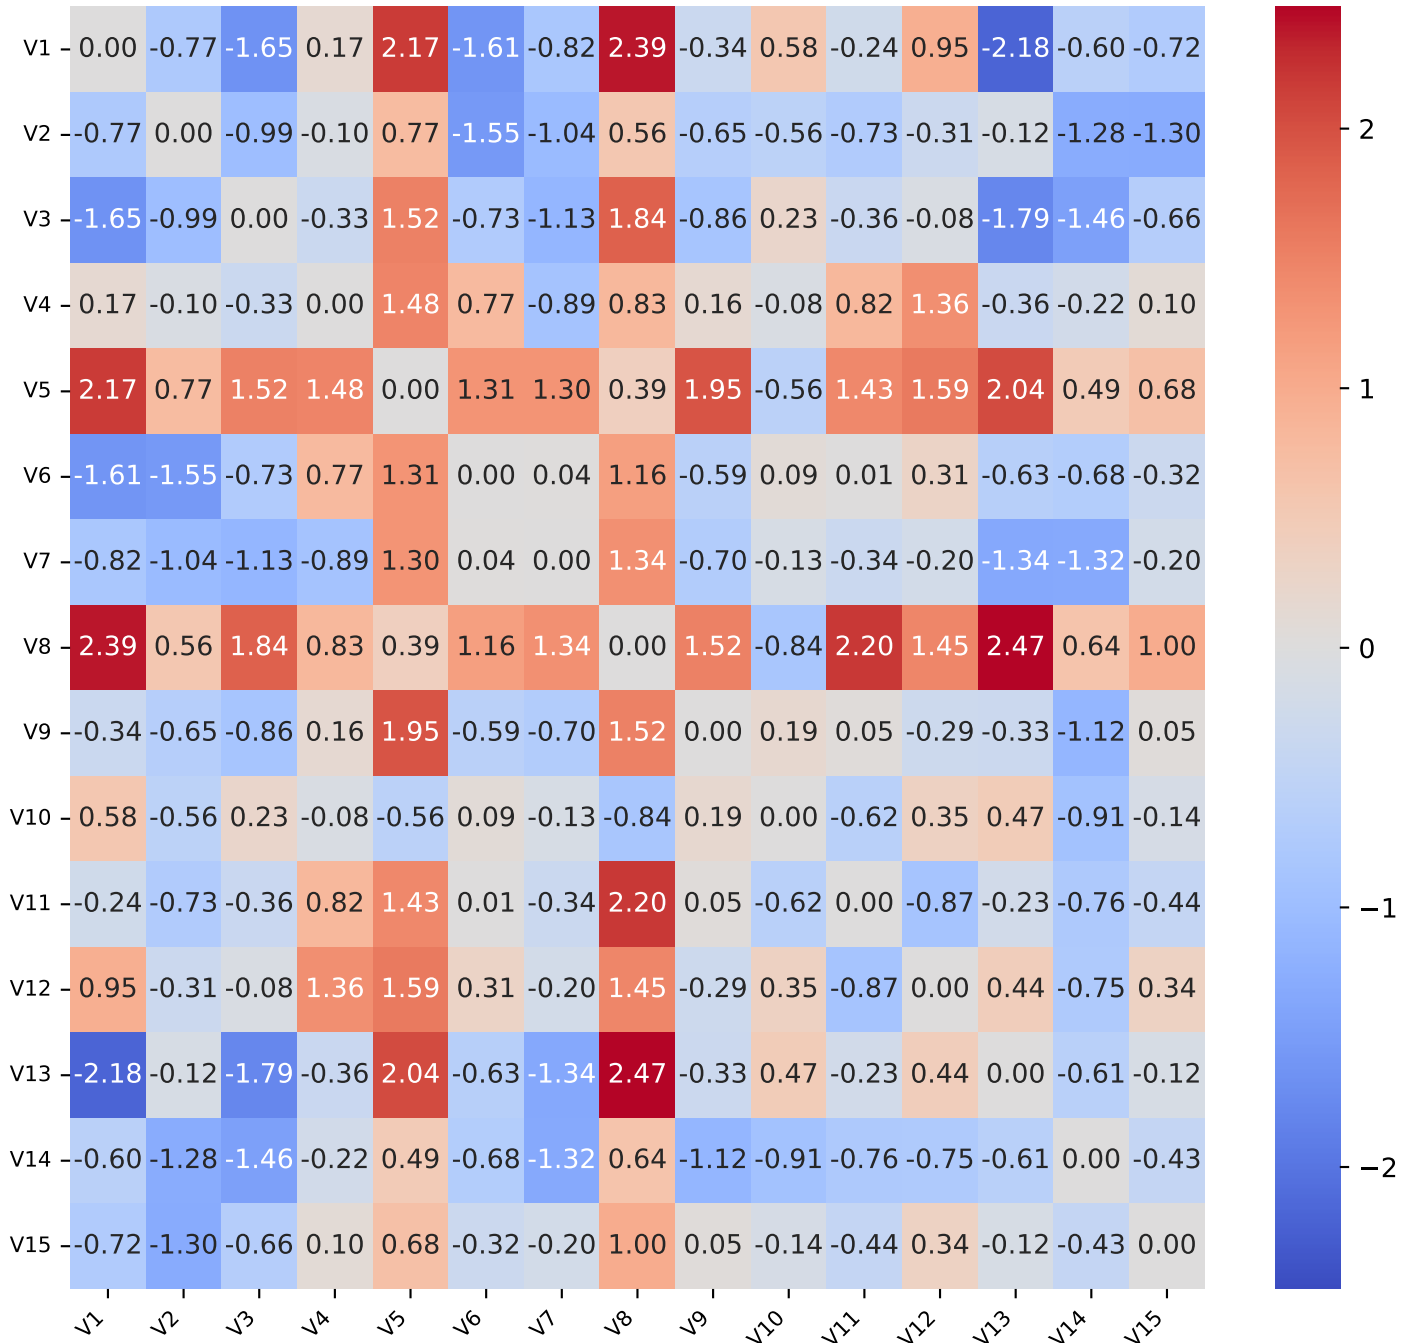 V1 0.00 -0.77 -1.65 0.17 2.17 -1.61 -0.82 2.39 -0.34 0.58 -0.24 0.95 -2.18 -0.60 -0.72
V2 -0.77 0.00 -0.99 -0.10 0.77 -1.55 -1.04 0.56 -0.65 -0.56 -0.73 -0.31 -0.12 -1.28 -1.30
V3 -1.65 -0.99 0.00 -0.33 1.52 -0.73 -1.13 1.84 -0.86 0.23 -0.36 -0.08 -1.79 -1.46 -0.66
V4 0.17 -0.10 -0.33 0.00 1.48 0.77 -0.89 0.83 0.16 -0.08 0.82 1.36 -0.36 -0.22 0.10
V5 2.17 0.77 1.52 1.48 0.00 1.31 1.30 0.39 1.95 -0.56 1.43 1.59 2.04 0.49 0.68
V6 -1.61 -1.55 -0.73 0.77 1.31 0.00 0.04 1.16 -0.59 0.09 0.01 0.31 -0.63 -0.68 -0.32
V7 -0.82 -1.04 -1.13 -0.89 1.30 0.04 0.00 1.34 -0.70 -0.13 -0.34 -0.20 -1.34 -1.32 -0.20
V8 2.39 0.56 1.84 0.83 0.39 1.16 1.34 0.00 1.52 -0.84 2.20 1.45 2.47 0.64 1.00
V9 -0.34 -0.65 -0.86 0.16 1.95 -0.59 -0.70 1.52 0.00 0.19 0.05 -0.29 -0.33 -1.12 0.05
V10 0.58 -0.56 0.23 -0.08 -0.56 0.09 -0.13 -0.84 0.19 0.00 -0.62 0.35 0.47 -0.91 -0.14
V11 -0.24 -0.73 -0.36 0.82 1.43 0.01 -0.34 2.20 0.05 -0.62 0.00 -0.87 -0.23 -0.76 -0.44
V12 0.95 -0.31 -0.08 1.36 1.59 0.31 -0.20 1.45 -0.29 0.35 -0.87 0.00 0.44 -0.75 0.34
V13 -2.18 -0.12 -1.79 -0.36 2.04 -0.63 -1.34 2.47 -0.33 0.47 -0.23 0.44 0.00 -0.61 -0.12
V14 -0.60 -1.28 -1.46 -0.22 0.49 -0.68 -1.32 0.64 -1.12 -0.91 -0.76 -0.75 -0.61 0.00 -0.43
V15 -0.72 -1.30 -0.66 0.10 0.68 -0.32 -0.20 1.00 0.05 -0.14 -0.44 0.34 -0.12 -0.43 0.00
V1 V2 V3 V4 V5 V6 V7 V8 V9 V10 V11 V12 V13 V14 V15
2
1
0
−1
−2